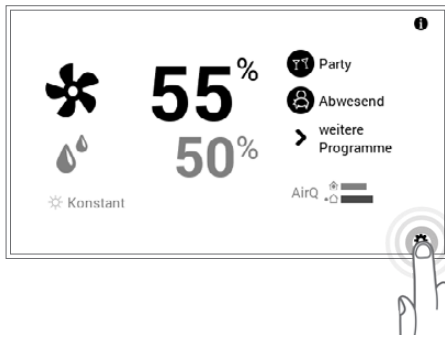 55%
Party
Abwesend
50%
weitere
Programme
Konstant
AirQ